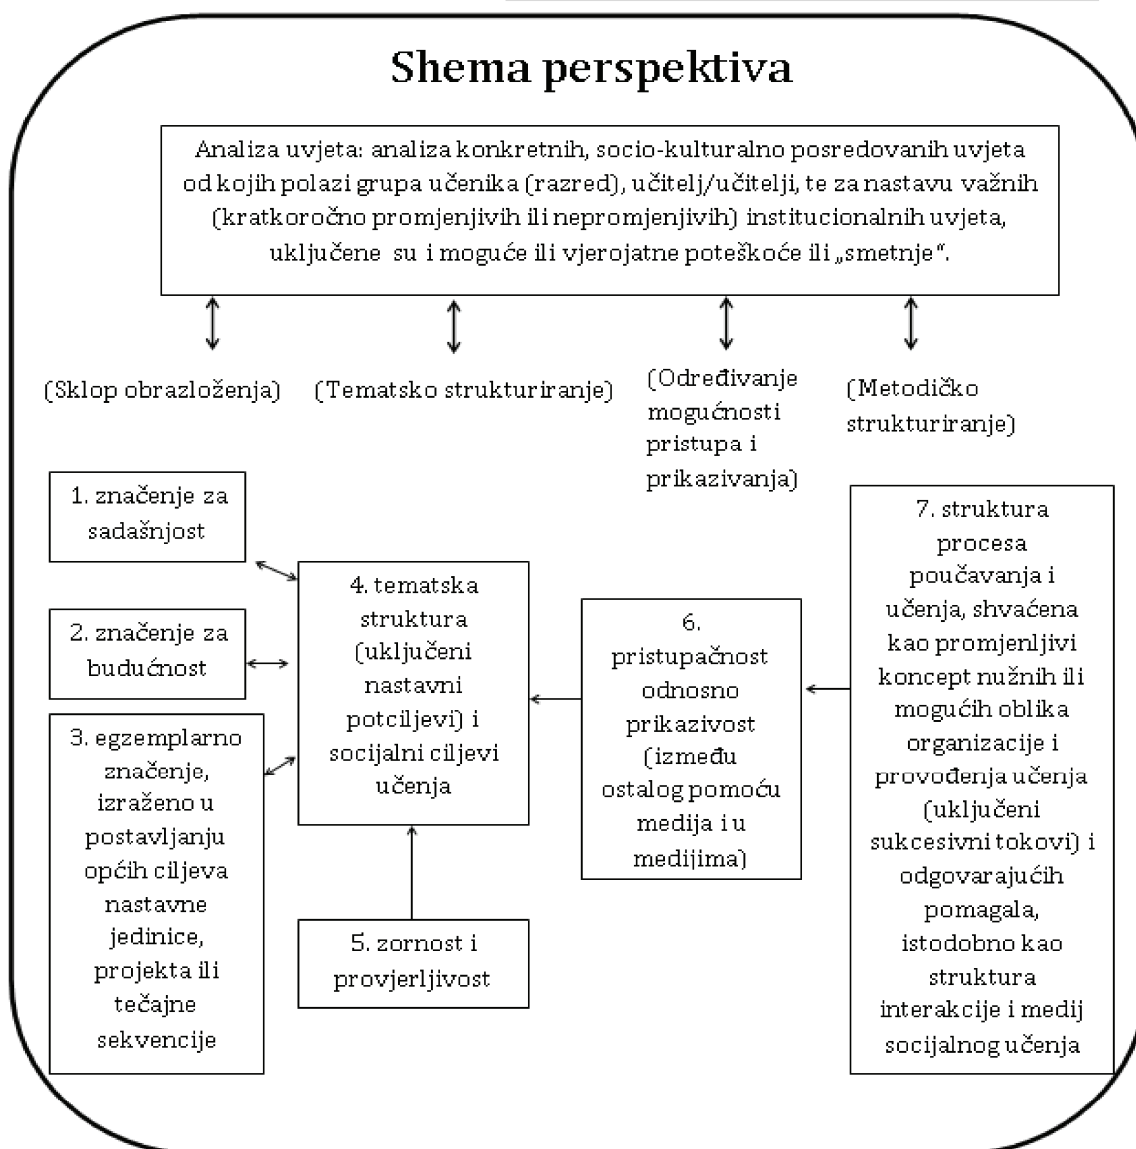 Shema perspektiva
Analiza uvjeta: analiza konkretnih, socio-kulturalno posredovanih uvjeta
od kojih polazi grupa učenika (razred), učitelj/učitelji, te za nastavu važnih
(kratkoročno promjenjivih ili nepromjenjivih) institucionalnih uvjeta,
uključene su i moguće ili vjerojatne poteškoće ili „smetnje“.
(Sklop obrazloženja)
(Tematsko strukturiranje)
(Određivanje
mogućnosti
pristupa i
prikazivanja)
(Metodičko
strukturiranje)
1. značenje za
sadašnjost
2. značenje za
budućnost
3. egzemplarno
značenje,
izraženo u
postavljanju
općih ciljeva
nastavne
jedinice,
projekta ili
tečajne
sekvencije
4. tematska
struktura
(uključeni
nastavni
potciljevi) i
socijalni ciljevi
učenja
5. zornost i
provjerljivost
6.
pristupačnost
odnosno
prikazivost
(između
ostalog pomoću
medija i u
medijima)
7. struktura
procesa
poučavanja i
učenja, shvaćena
kao promjenljivi
koncept nužnih ili
mogućih oblika
organizacije i
provođenja učenja
(uključeni
sukcesivni tokovi) i
odgovarajućih
pomagala,
istodobno kao
struktura
interakcije i medij
socijalnog učenja